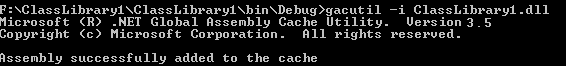 F:\ClassLibrary1\ClassLibrary1\bin\Debug>gacutil -i ClassLibrary1.dll
Microsoft (R) .NET Global Assembly Cache Utility.  Version 3.5
Copyright (c) Microsoft Corporation.  All rights reserved.
Assembly successfully added to the cache